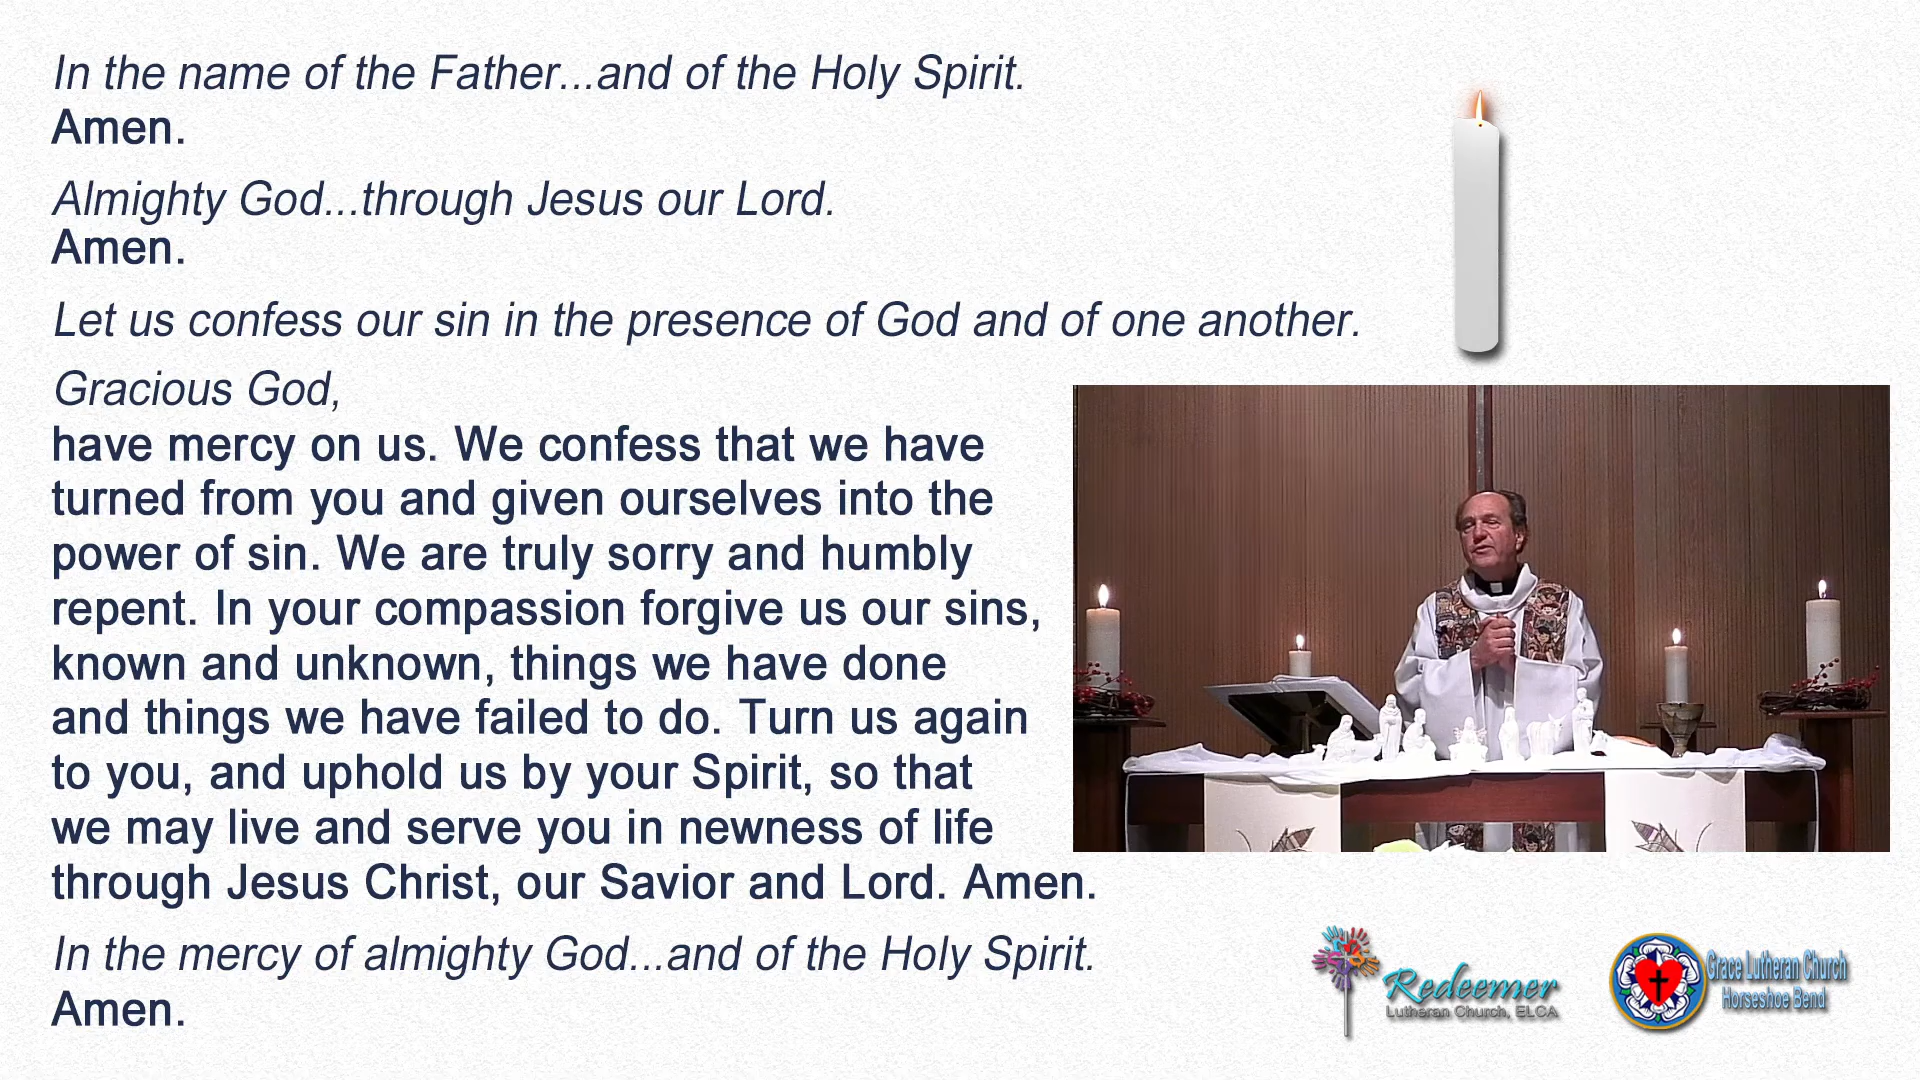 In the name of the Father...and of the Holy Spirit.
Amen.
Almighty God...through Jesus our Lord.
Amen.
Let us confess our sin in the presence of God and of one another.
Gracious God,
have mercy on us. We confess that we have
turned from you and given ourselves into the
power of sin. We are truly sorry and humbly
repent. In your compassion forgive us our sins,
known and unknown, things we have done
and things we have failed to do. Turn us again
to you, and uphold us by your Spirit, so that
we may live and serve you in newness of life
through Jesus Christ, our Savior and Lord. Amen.
In the mercy of almighty God...and of the Holy Spirit.
Amen.
Redeemer
Lutheran Church, ELCA
Grace Lutheran Church
Horseshoe Bend